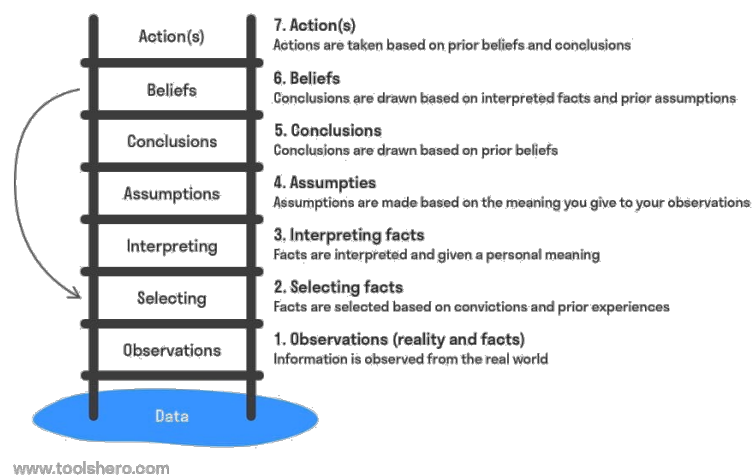 Action(s)
Beliefs
Conclusions
Assumptions
Interpreting
Selecting
Observations
Data
7. Action(s)
Actions are taken based on prior beliefs and conclusions
6. Beliefs
Conclusions are drawn based on interpreted facts and prior assumptions
5. Conclusions
Conclusions are drawn based on prior beliefs
4. Assumpties
Assumptions are made based on the meaning you give to your observations
3. Interpreting facts
Facts are interpreted and given a personal meaning
2. Selecting facts
Facts are selected based on convictions and prior experiences
1. Observations (reality and facts)
Information is observed from the real world
www.toolshero.com